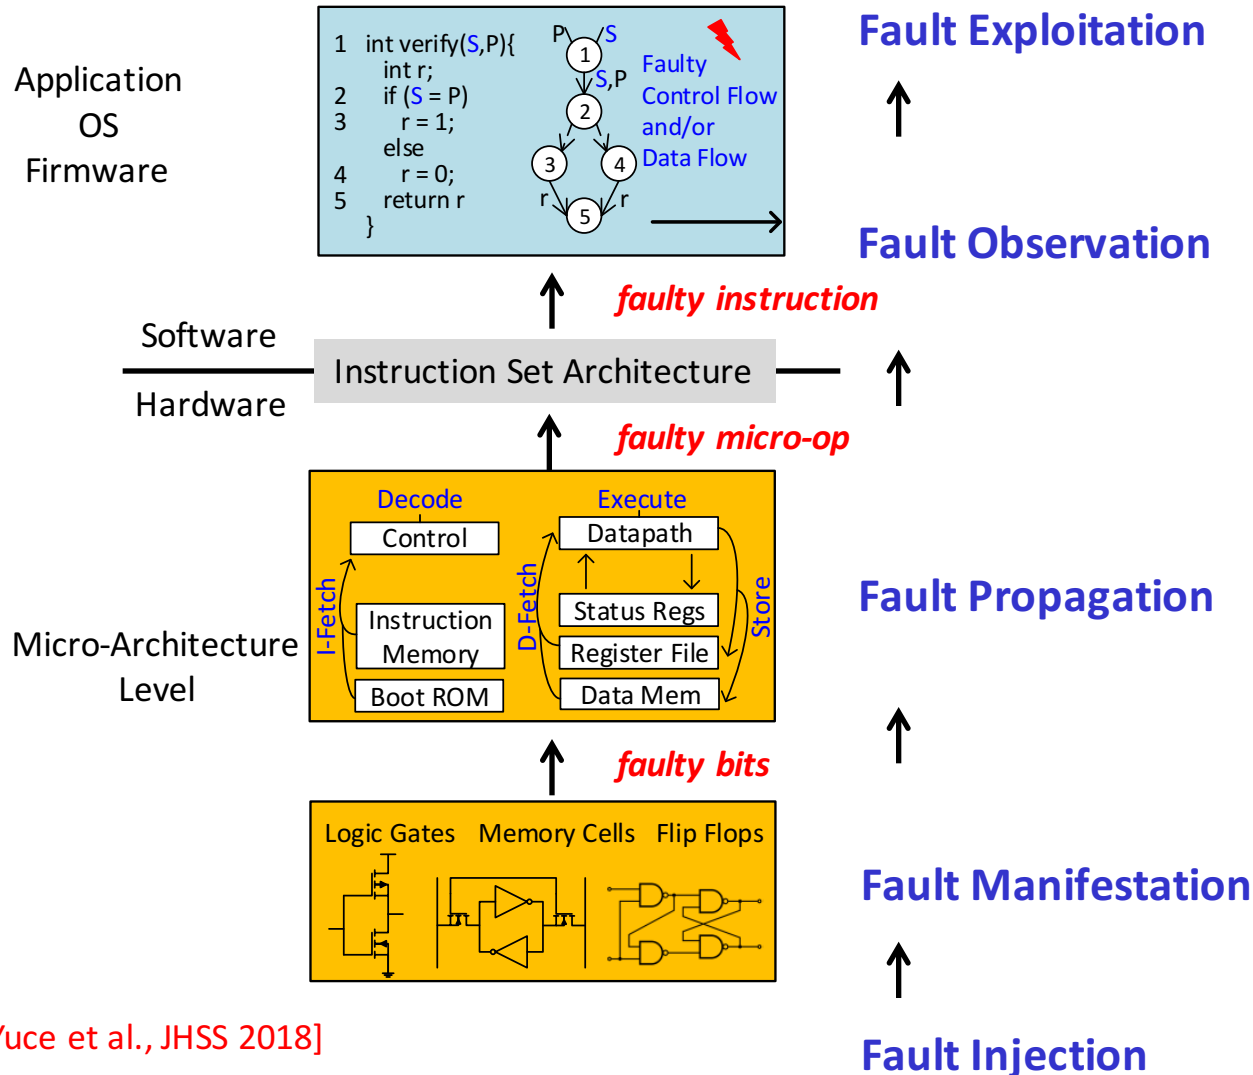 Fault Exploitation
Application
OS
Firmware
1 int verify(S,P){
int r;
2 if (S = P)
3 r = 1;
else
4 r = 0;
5 return r
}
P S
1
S,P
2
3 4
r r
5
Faulty
Control Flow
and/or
Data Flow
Fault Observation
faulty instruction
Software
Instruction Set Architecture
Hardware
faulty micro-op
Decode
Control
I-Fetch
Instruction
Memory
Boot ROM
Execute
Datapath
D-Fetch
Status Regs
Register File
Data Mem
Store
Micro-Architecture
Level
Fault Propagation
faulty bits
Logic Gates Memory Cells Flip Flops
Fault Manifestation
uce et al., JHSS 2018]
Fault Injection